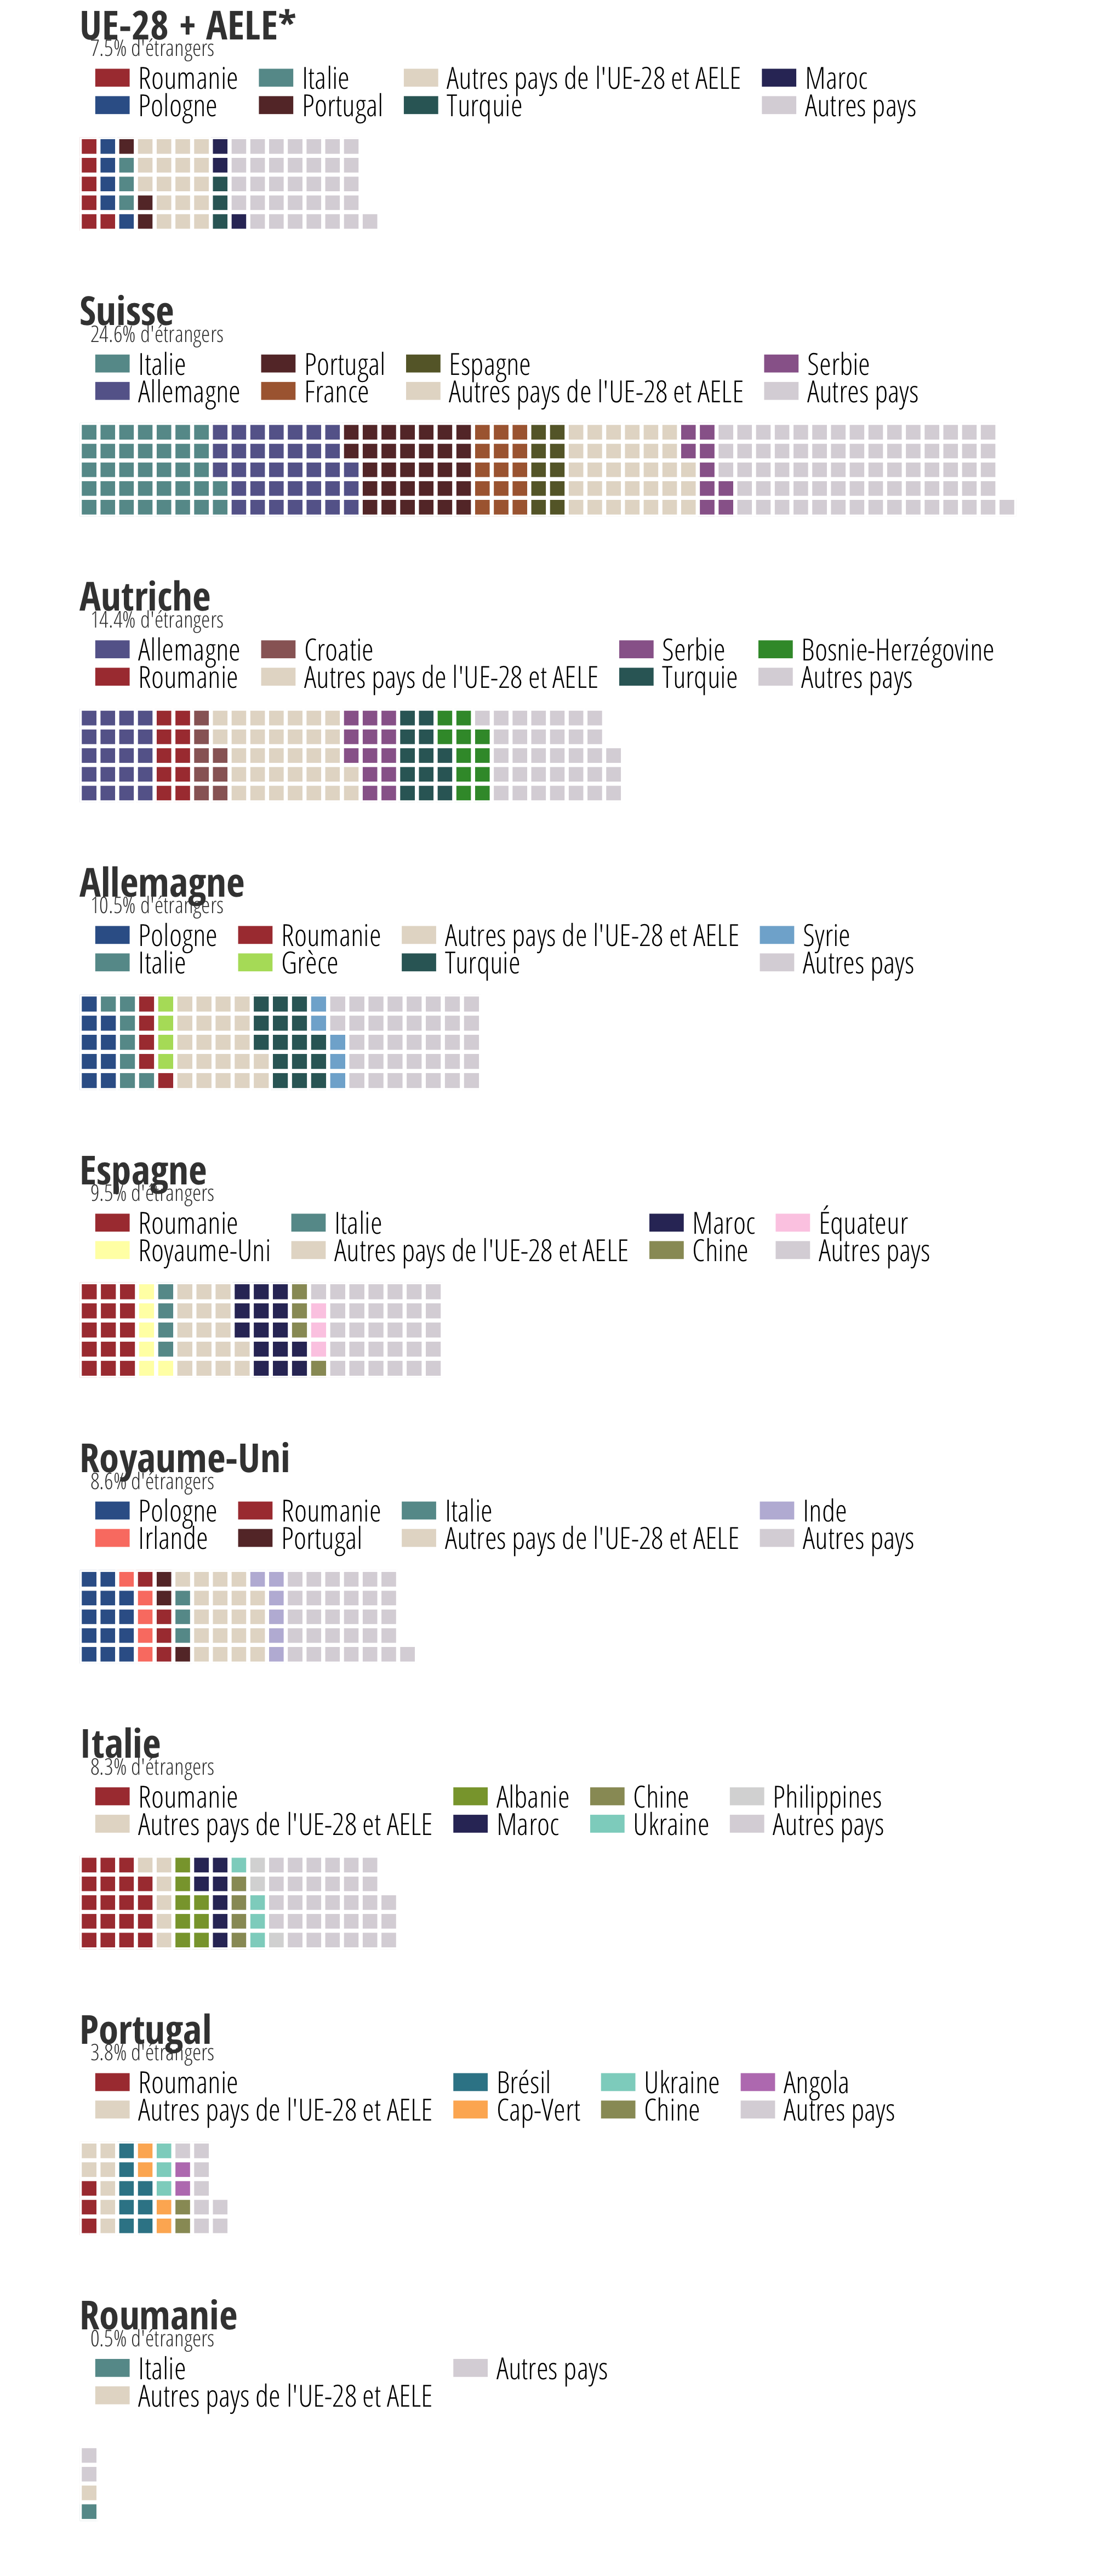 UE-28 + AELE*
7.5% d'étrangers
Roumanie Italie Autres pays de l'UE-28 et AELE Maroc
Pologne Portugal Turquie Autres pays
Suisse
24.6% d'étrangers
Italie Portugal Espagne Serbie
Allemagne France Autres pays de l'UE-28 et AELE Autres pays
Autriche
14.4% d'étrangers
Allemagne Croatie Serbie Bosnie-Herzégovine
Roumanie Autres pays de l'UE-28 et AELE Turquie Autres pays
Allemagne
10.5% d'étrangers
Pologne Roumanie Autres pays de l'UE-28 et AELE Syrie
Italie Grèce Turquie Autres pays
Espagne
9.5% d'étrangers
Roumanie Italie Maroc Équateur
Royaume-Uni Autres pays de l'UE-28 et AELE Chine Autres pays
Royaume-Uni
8.6% d'étrangers
Pologne Roumanie Italie Inde
Irlande Portugal Autres pays de l'UE-28 et AELE Autres pays
Italie
8.3% d'étrangers
Roumanie Albanie Chine Philippines
Autres pays de l'UE-28 et AELE Maroc Ukraine Autres pays
Portugal
3.8% d'étrangers
Roumanie Brésil Ukraine Angola
Autres pays de l'UE-28 et AELE Cap-Vert Chine Autres pays
Roumanie
0.5% d'étrangers
Italie Autres pays
Autres pays de l'UE-28 et AELE